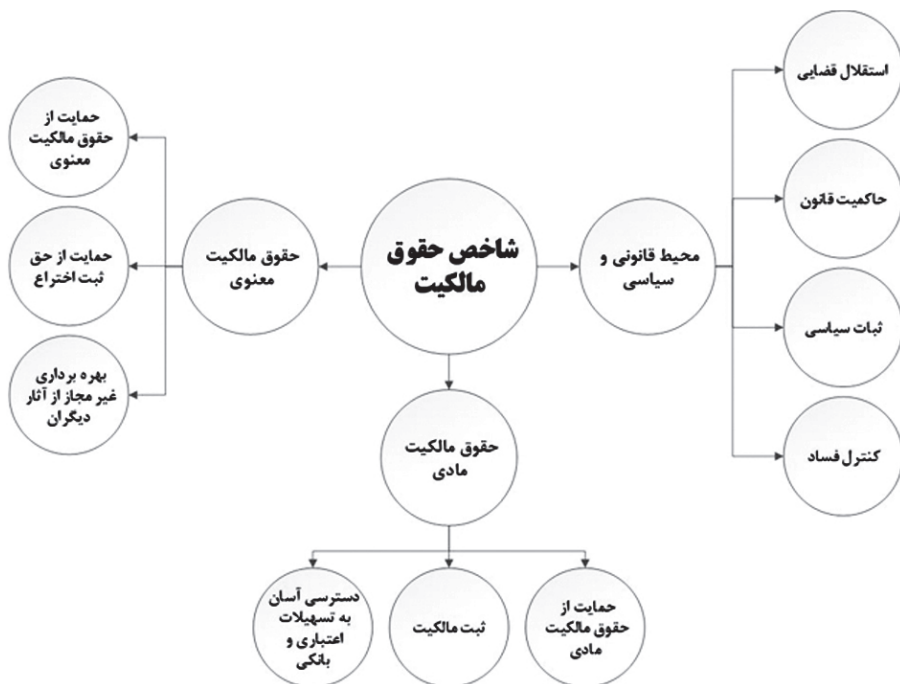 شاخص حقوق
مالکیت
محیط قانونی و
سیاسی
استقلال قضایی
حاکمیت قانون
ثبات سیاسی
کنترل فساد
حقوق مالکیت
مادی
حمایت از
حقوق مالکیت
مادی
ثبت مالکیت
دسترسی آسان
به تسهیلات
اعتباری و
بانکی
حقوق مالکیت
معنوی
حمایت از
حقوق مالکیت
معنوی
حمایت از حق
ثبت اختراع
بهره برداری
غیر مجاز از آثار
دیگران